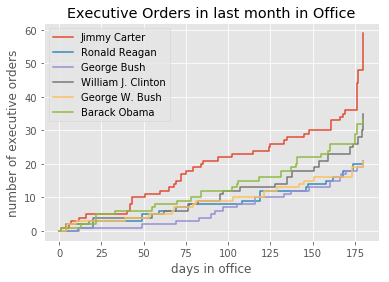 Executive Orders in last month in Office
number of executive orders
60
50
40
30
20
10
0
Jimmy Carter
Ronald Reagan
George Bush
William J. Clinton
George W. Bush
Barack Obama
0 25 50 75 100 125 150 175
days in office